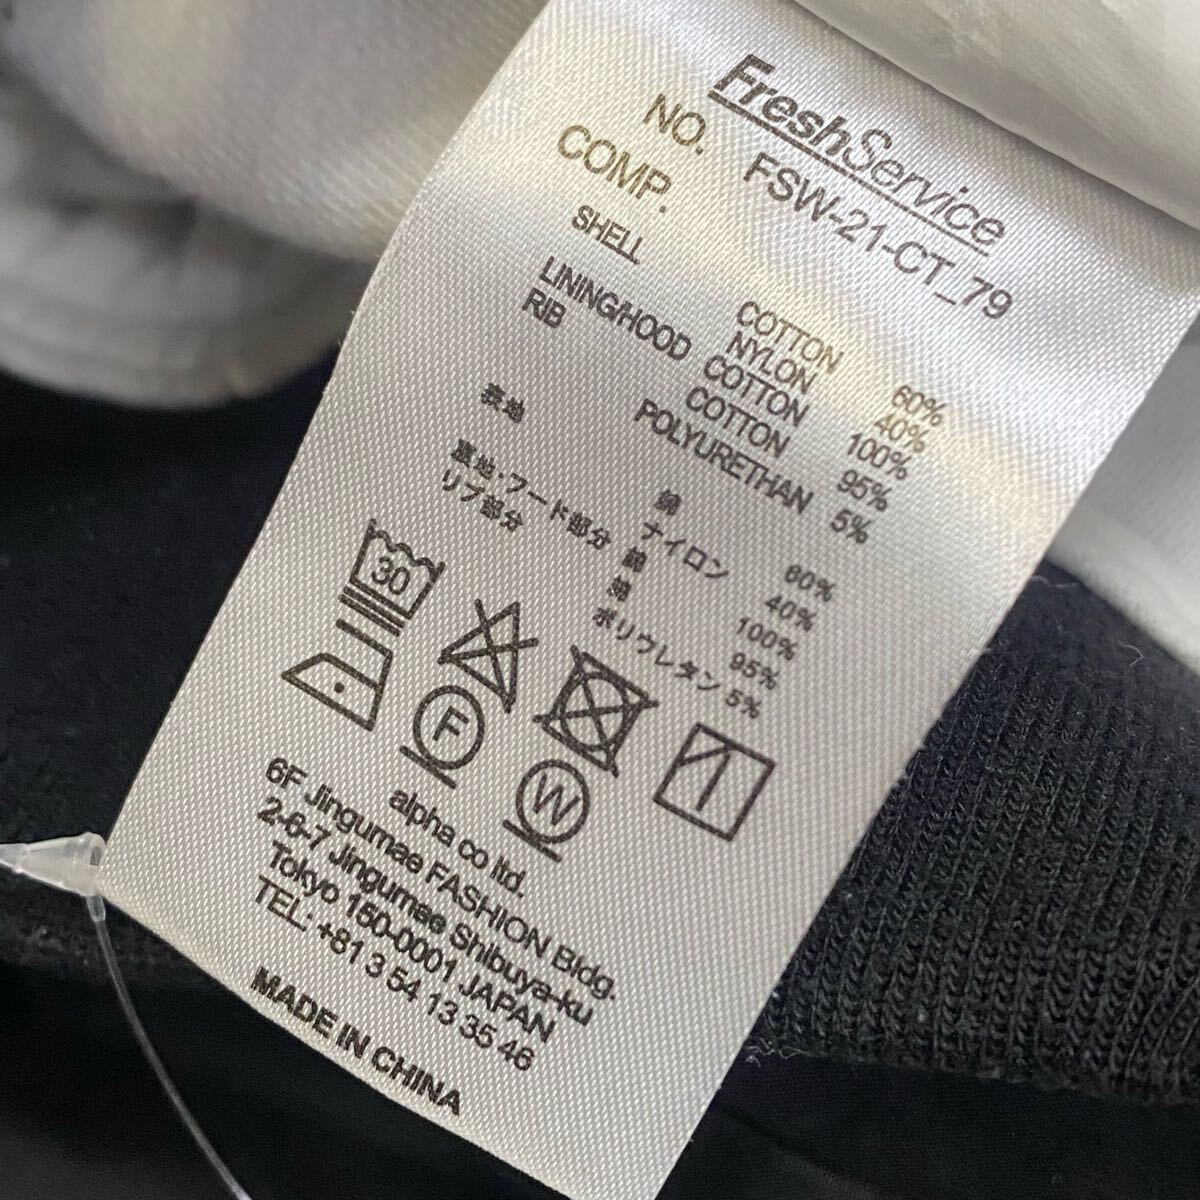 FreshService
NO. FSW-21-CT_79
COMP.
SHELL COTTON 60%
NYLON 40%
LINING/HOOD COTTON 100%
RIB COTTON 95%
POLYURETHAN 5%
表地 綿 60%
ナイロン 40%
裏地・フード部分 綿 100%
リブ部分 綿 95%
ポリウレタン 5%
30
F
W
alpha co ltd.
6F Jingumae FASHION Bldg.
2-6-7 Jingumae Shibuya-ku
Tokyo 150-0001 JAPAN
TEL: +81 3 54 13 35 46
MADE IN CHINA